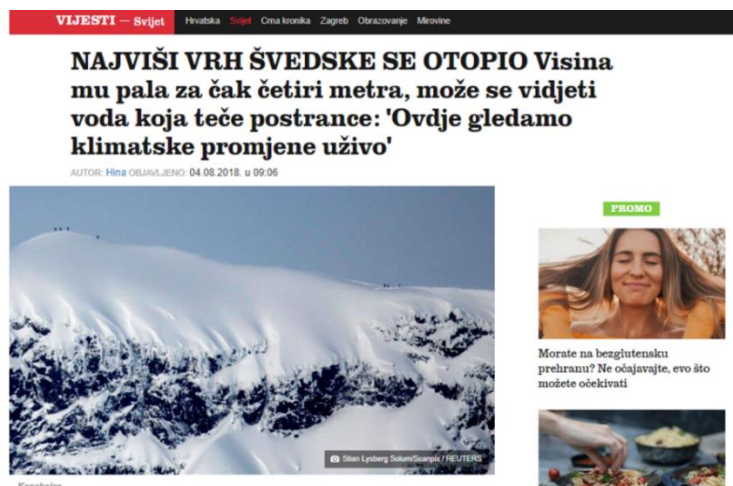 VIJESTI — Svijet
Hrvatska Svijet Crna kronika Zagreb Obrazovanje Mirovine
NAJVIŠI VRH ŠVEDSKE SE OTOPIO Visina
mu pala za čak četiri metra, može se vidjeti
voda koja teče postrance: 'Ovdje gledamo
klimatske promjene uživo'
AUTOR: Hina OBJAVLJENO: 04.08.2018. u 09:06
Stian Lysberg Solum/Scanpix / REUTERS
PROMO
Morate na bezglutensku
prehranu? Ne očajavajte, evo što
možete očekivati